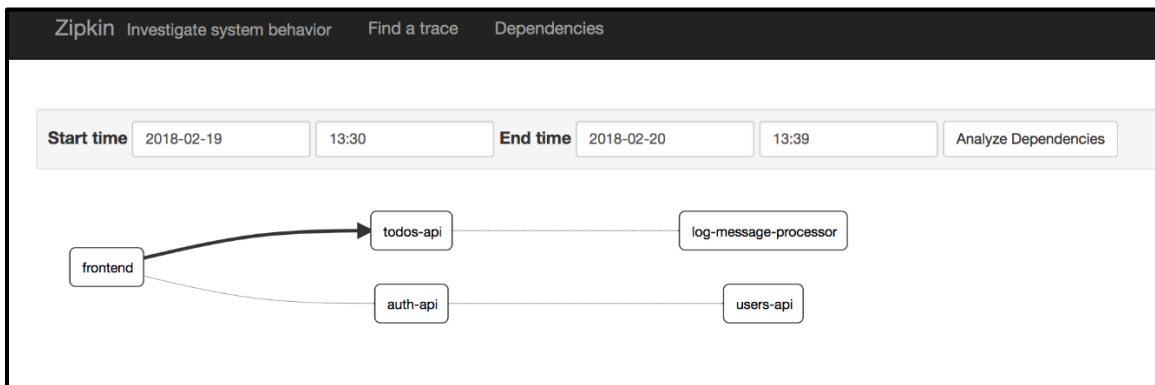 Zipkin Investigate system behavior Find a trace Dependencies
Start time 2018-02-19 13:30 End time 2018-02-20 13:39 Analyze Dependencies
todos-api log-message-processor
frontend
auth-api users-api